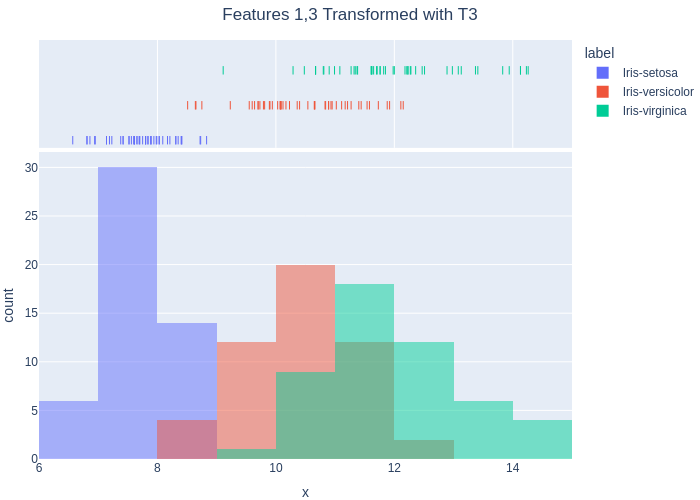 Features 1,3 Transformed with T3
label
Iris-setosa
Iris-versicolor
Iris-virginica
30
25
20
15
10
5
0
count
6
8
10
12
14
x